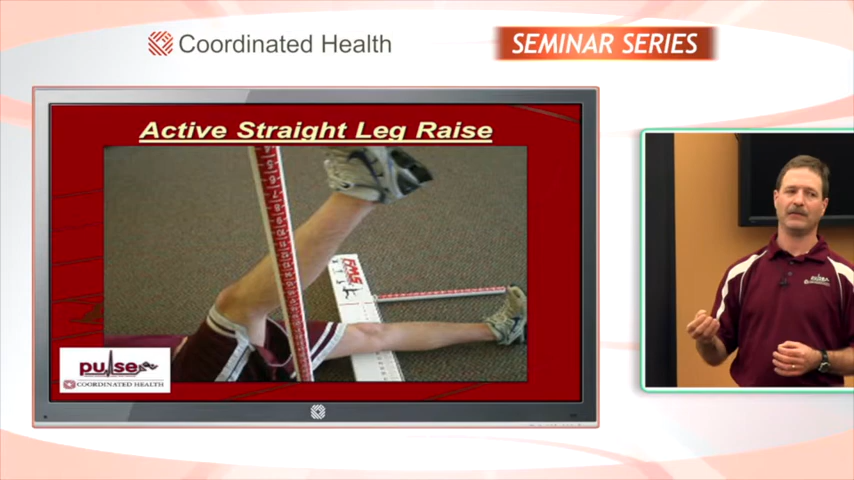 Coordinated Health
SEMINAR SERIES
Active Straight Leg Raise
FMS
pulse
COORDINATED HEALTH